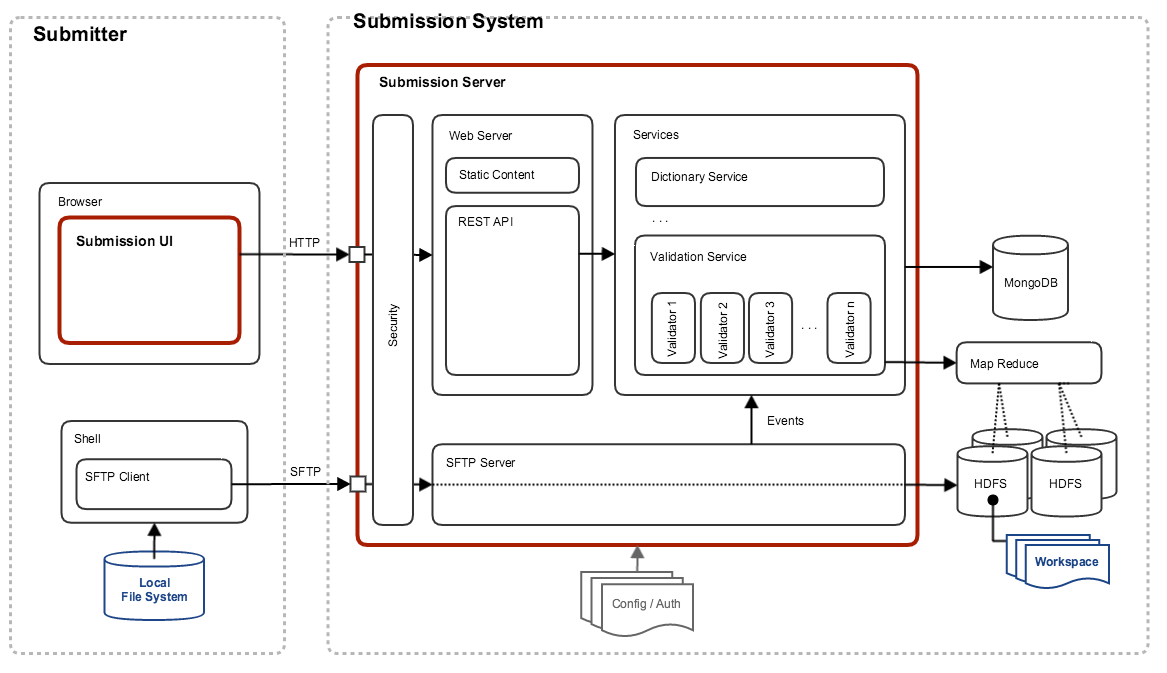 Submitter
Submission System
Submission Server
Browser
Submission UI
HTTP
Security
Web Server
Static Content
REST API
Services
Dictionary Service
. . .
Validation Service
Validator 1
Validator 2
Validator 3
. . .
Validator n
MongoDB
Map Reduce
Events
Shell
SFTP Client
SFTP
SFTP Server
HDFS
HDFS
Workspace
Local
File System
Config / Auth